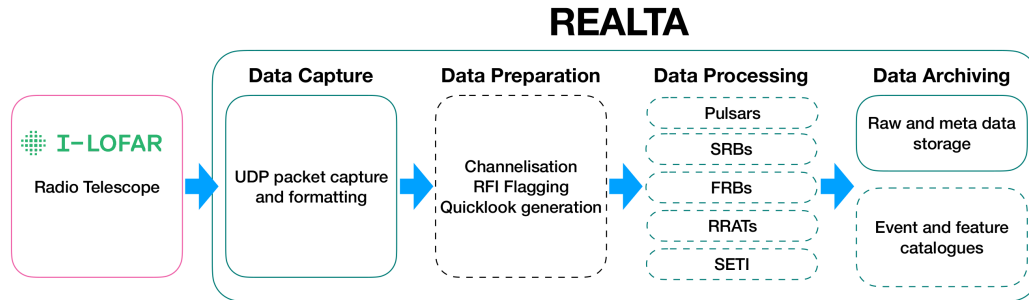 REALTA
Data Capture
Data Preparation
Data Processing
Data Archiving
I-LOFAR
Radio Telescope
UDP packet capture
and formatting
Channelisation
RFI Flagging
Quicklook generation
Pulsars
SRBs
FRBs
RRATs
SETI
Raw and meta data
storage
Event and feature
catalogues